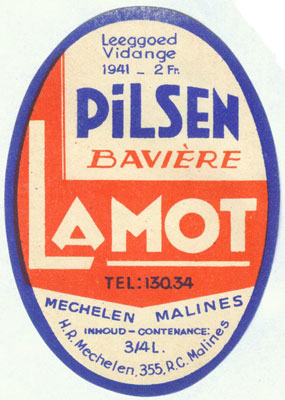 Leeggoed
Vidange
1941 - 2 Fr.
PiLSEN
BAVIÈRE
LAMOT
TEL: 130.34
MECHELEN MALINES
INHOUD - CONTENANCE:
3/4 L.
H.R. Mechelen, 355, R.C. Malines